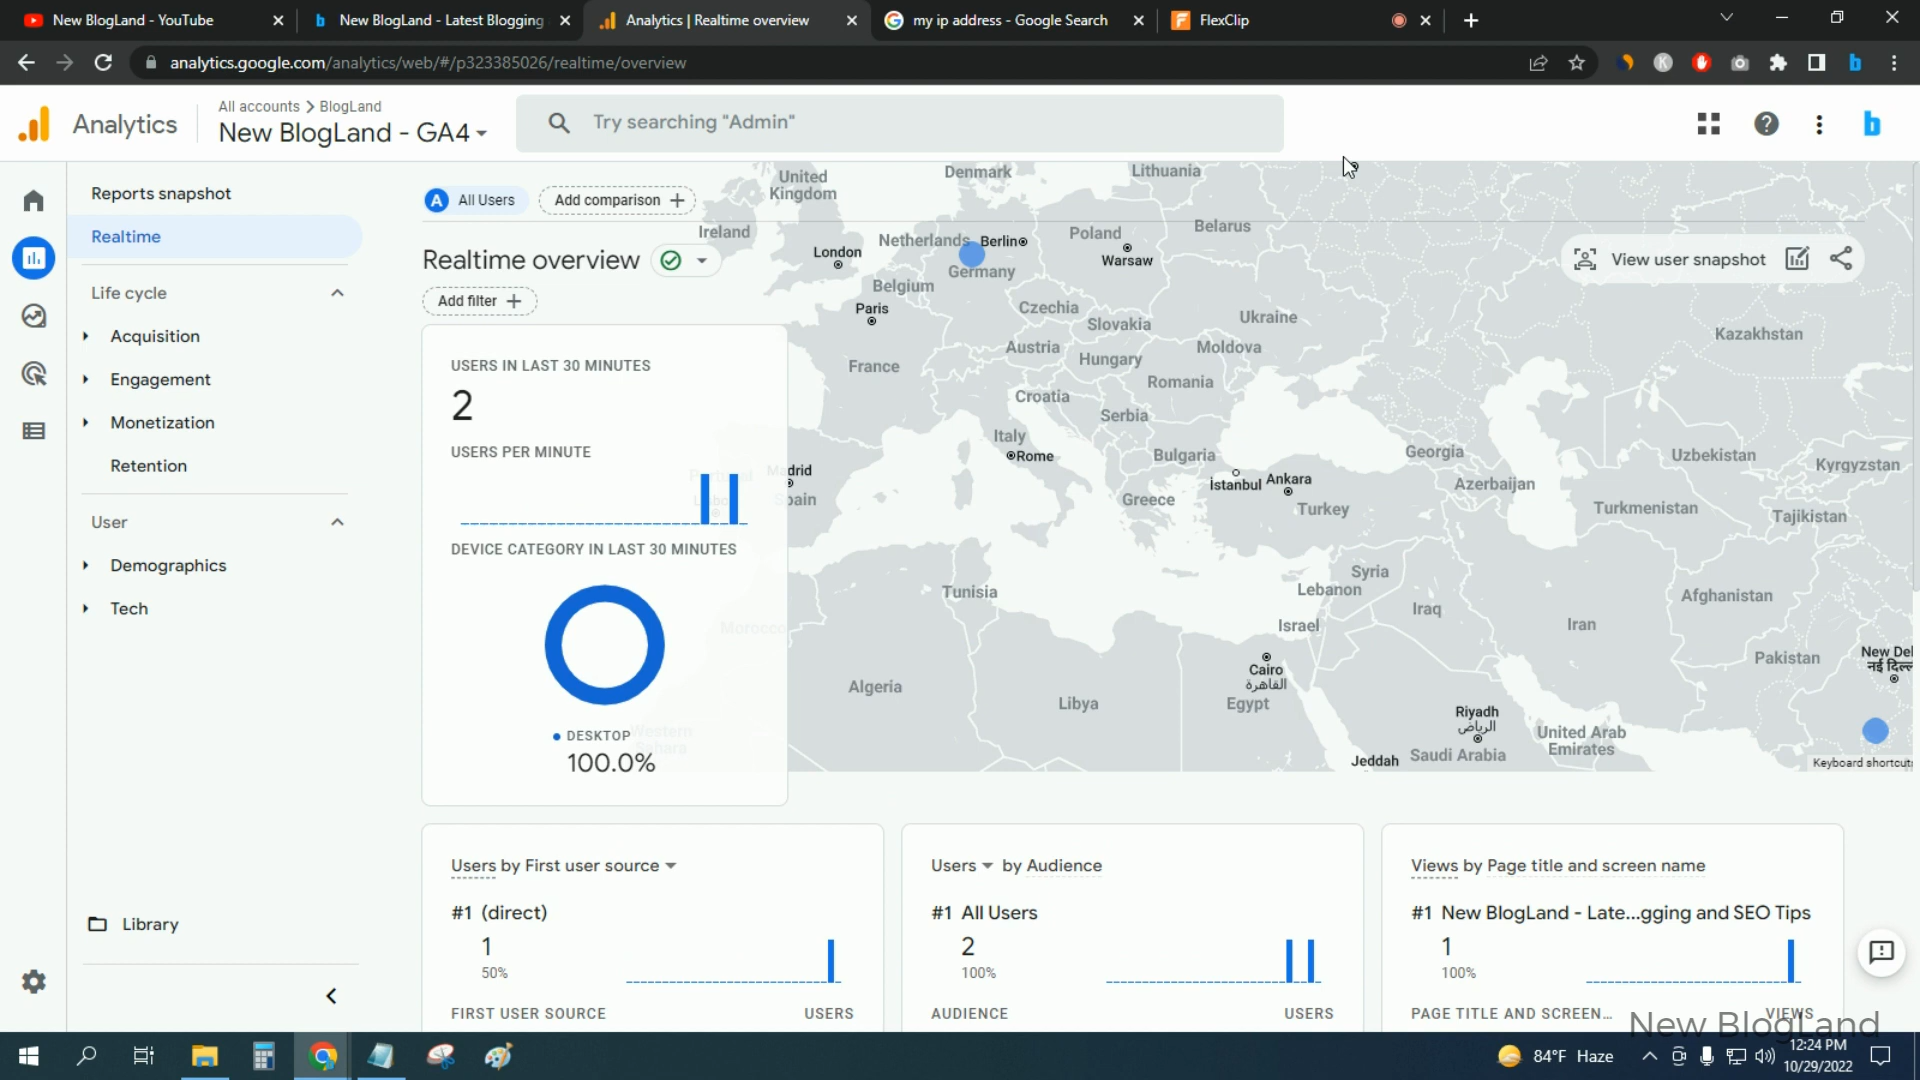 New BlogLand - YouTube
New BlogLand - Latest Blogging
Analytics | Realtime overview
my ip address - Google Search
FlexClip
analytics.google.com/analytics/web/#/p323385026/realtime/overview
Analytics
All accounts > BlogLand
New BlogLand - GA4
Try searching "Admin"
Reports snapshot
Realtime
Life cycle
Acquisition
Engagement
Monetization
Retention
User
Demographics
Tech
Library
A All Users
Add comparison +
Realtime overview
Add filter +
View user snapshot
USERS IN LAST 30 MINUTES
2
USERS PER MINUTE
DEVICE CATEGORY IN LAST 30 MINUTES
DESKTOP
100.0%
United
Kingdom
Denmark
Lithuania
Ireland
Netherlands
Berlin
Poland
Belarus
London
Germany
Warsaw
Belgium
Paris
Czechia
Slovakia
Ukraine
Kazakhstan
France
Austria
Hungary
Moldova
Romania
Croatia
Serbia
Italy
Rome
Bulgaria
Georgia
Uzbekistan
Kyrgyzstan
Portugal
Madrid
Spain
İstanbul
Ankara
Azerbaijan
Greece
Turkey
Turkmenistan
Tajikistan
Tunisia
Syria
Lebanon
Iraq
Afghanistan
Morocco
Israel
Iran
Cairo
القاهرة
Pakistan
New Del
Algeria
Libya
Egypt
Western
Sahara
Riyadh
الرياض
United Arab
Emirates
Jeddah
Saudi Arabia
Keyboard shortcuts
Users by First user source
#1 (direct)
1
50%
FIRST USER SOURCE
USERS
Users by Audience
#1 All Users
2
100%
AUDIENCE
USERS
Views by Page title and screen name
#1 New BlogLand - Late...gging and SEO Tips
1
100%
PAGE TITLE AND SCREEN...
VIEWS
New BlogLand
84°F Haze
12:24 PM
10/29/2022